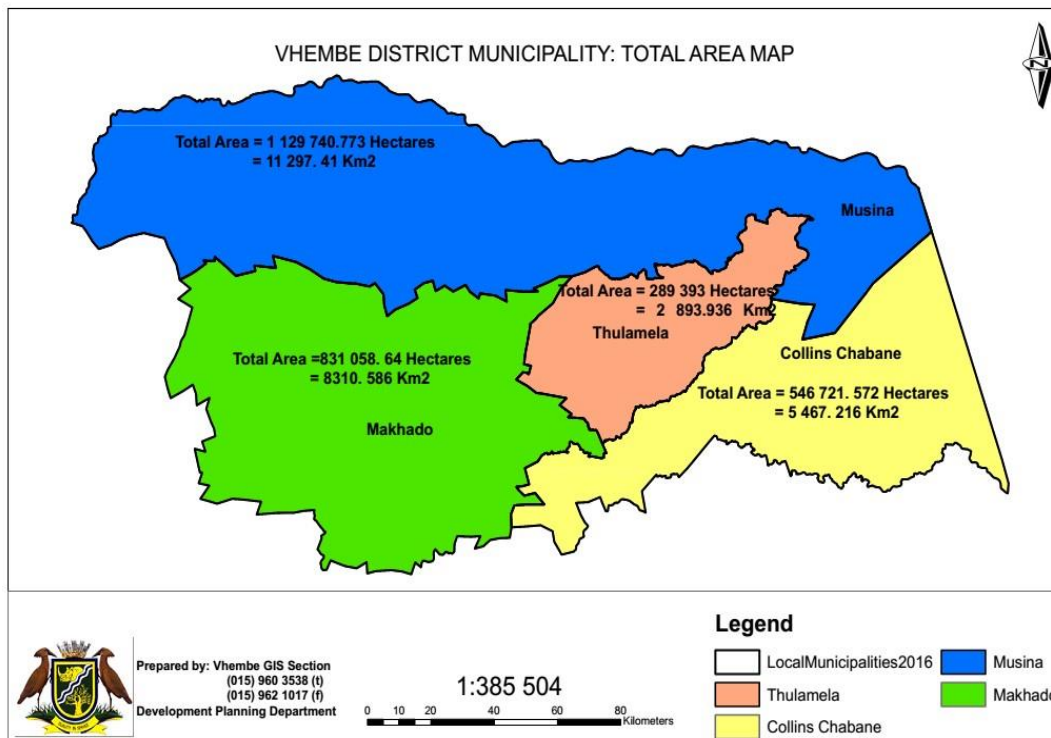 VHEMBE DISTRICT MUNICIPALITY: TOTAL AREA MAP
N
Total Area = 1 129 740.773 Hectares
= 11 297. 41 Km2
Musina
Total Area = 289 393 Hectares
= 2 893.936 Km2
Thulamela
Collins Chabane
Total Area =831 058. 64 Hectares
= 8310. 586 Km2
Total Area = 546 721. 572 Hectares
= 5 467. 216 Km2
Makhado
Prepared by: Vhembe GIS Section
(015) 960 3538 (t)
(015) 962 1017 (f)
Development Planning Department
1:385 504
0 5 10 20 30 40 60 80
Kilometers
Legend
LocalMunicipalities2016
Musina
Thulamela
Makhado
Collins Chabane